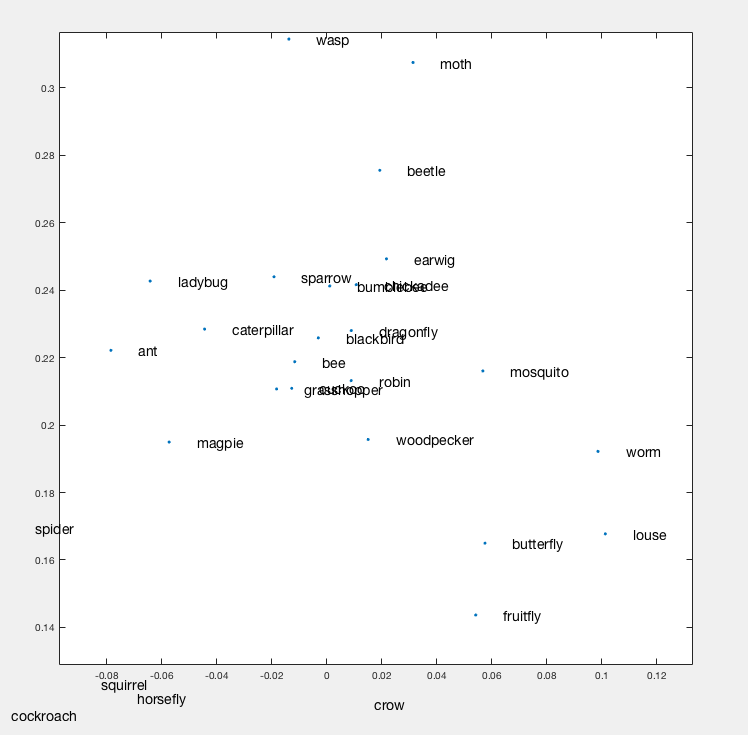 wasp
moth
0.3
beetle
0.28
0.26
earwig
sparrow
ladybug
bumblebee
chickadee
0.24
caterpillar
dragonfly
blackbird
ant
0.22
bee
mosquito
robin
cuckoo
grasshopper
0.2
magpie
woodpecker
worm
0.18
spider
louse
butterfly
0.16
fruitfly
0.14
-0.08 -0.06 -0.04 -0.02 0 0.02 0.04 0.06 0.08 0.1 0.12
squirrel
horsefly
crow
cockroach